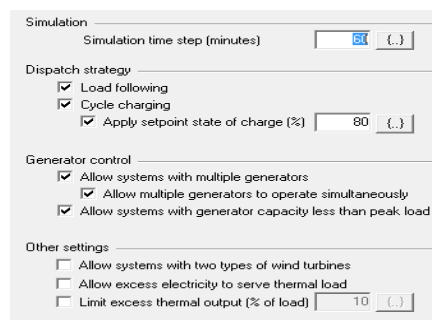 Simulation
Simulation time step (minutes) 60 {..}
Dispatch strategy
Load following
Cycle charging
Apply setpoint state of charge (%) 80 {..}
Generator control
Allow systems with multiple generators
Allow multiple generators to operate simultaneously
Allow systems with generator capacity less than peak load
Other settings
Allow systems with two types of wind turbines
Allow excess electricity to serve thermal load
Limit excess thermal output (% of load) 10 {..}